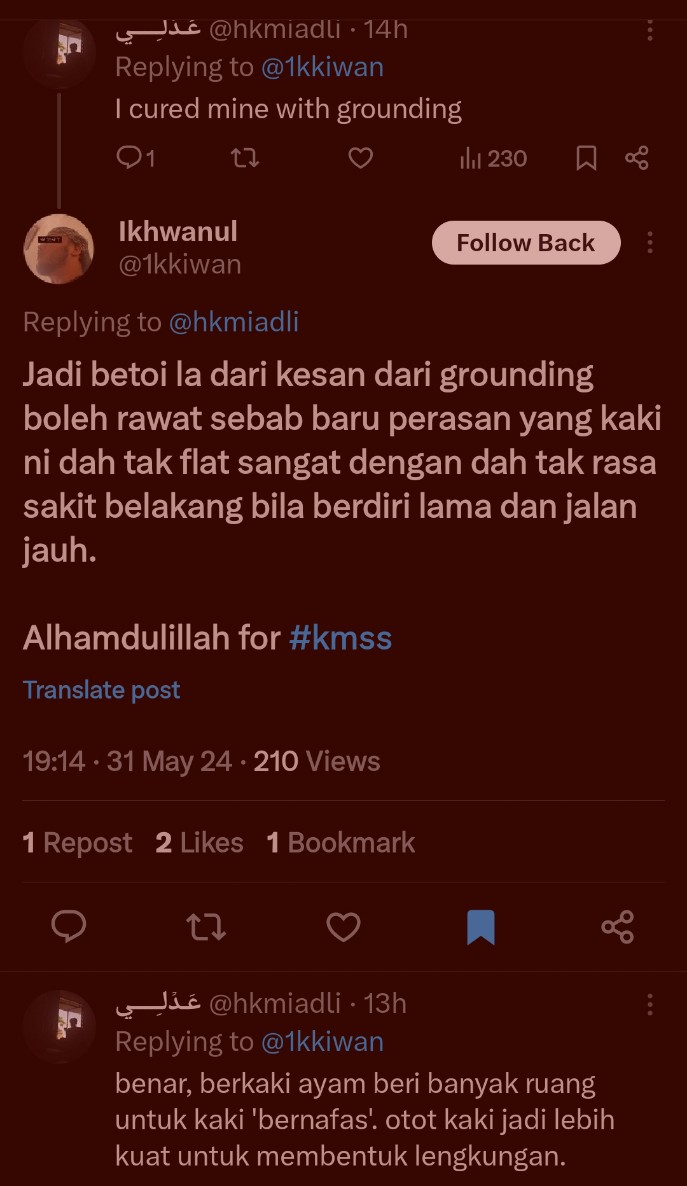 عَدْلِـــــي @hkmiadli · 14h
Replying to @1kkiwan
I cured mine with grounding
1 230
Ikhwanul
@1kkiwan
Follow Back
Replying to @hkmiadli
Jadi betoi la dari kesan dari grounding
boleh rawat sebab baru perasan yang kaki
ni dah tak flat sangat dengan dah tak rasa
sakit belakang bila berdiri lama dan jalan
jauh.
Alhamdulillah for #kmss
Translate post
19:14 · 31 May 24 · 210 Views
1 Repost 2 Likes 1 Bookmark
عَدْلِـــــي @hkmiadli · 13h
Replying to @1kkiwan
benar, berkaki ayam beri banyak ruang
untuk kaki 'bernafas'. otot kaki jadi lebih
kuat untuk membentuk lengkungan.